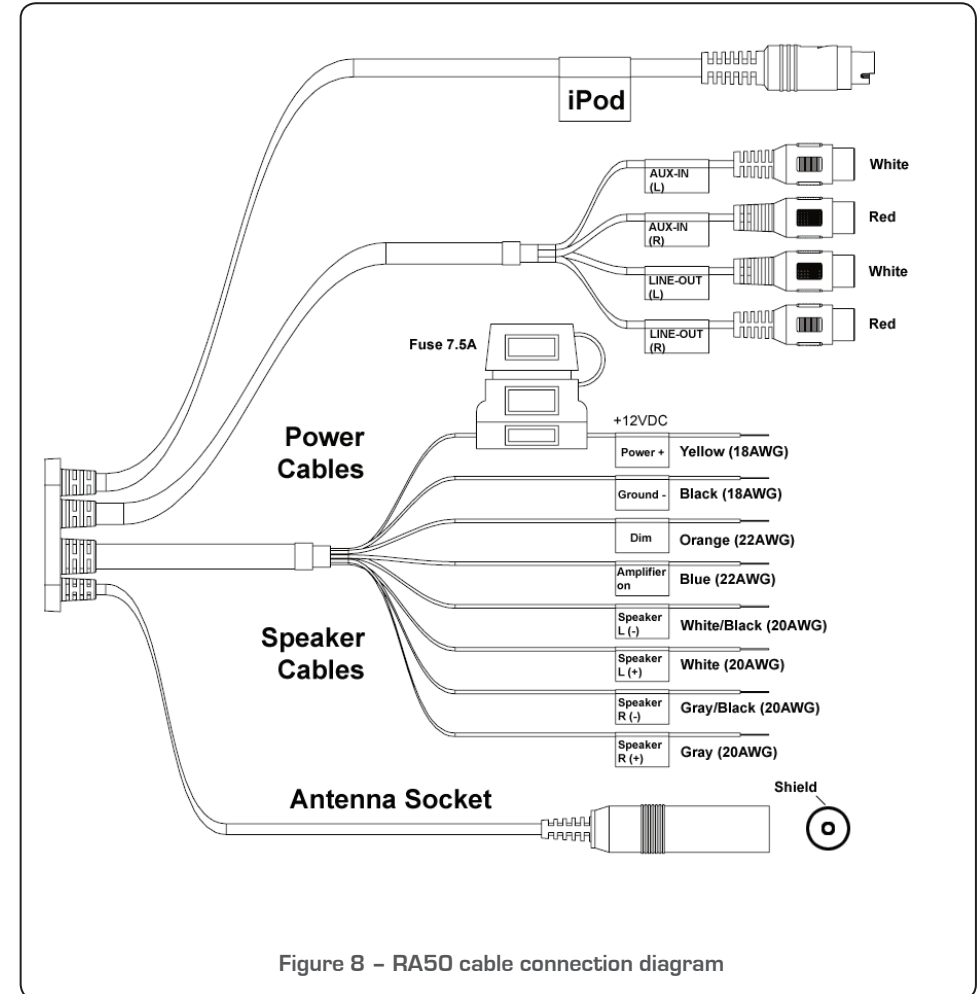 iPod
AUX-IN
(L)
White
AUX-IN
(R)
Red
LINE-OUT
(L)
White
LINE-OUT
(R)
Red
Fuse 7.5A
+12VDC
Power
Cables
Power +
Yellow (18AWG)
Ground -
Black (18AWG)
Dim
Orange (22AWG)
Amplifier
on
Blue (22AWG)
Speaker
Cables
Speaker
L (-)
White/Black (20AWG)
Speaker
L (+)
White (20AWG)
Speaker
R (-)
Gray/Black (20AWG)
Speaker
R (+)
Gray (20AWG)
Antenna Socket
Shield
Figure 8 – RA50 cable connection diagram